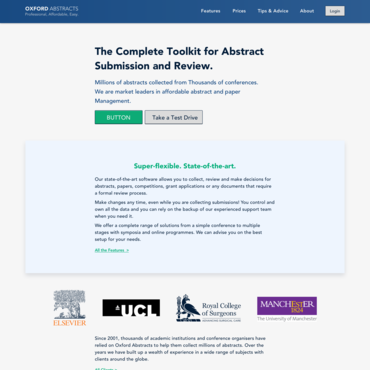 OXFORD ABSTRACTS
Professional. Affordable. Easy.
Features Prices Tips & Advice About Login
The Complete Toolkit for Abstract
Submission and Review.
Millions of abstracts collected from Thousands of conferences.
We are market leaders in affordable abstract and paper
Management.
BUTTON Take a Test Drive
Super-flexible. State-of-the-art.
Our state-of-the-art software allows you to collect, review and make decisions for
abstracts, papers, competitions, grant applications or any documents that require
a formal review process.
Make changes any time, even while you are collecting submissions! You control and
own all the data and you can rely on the backup of our experienced support team
when you need it.
We offer a complete range of solutions from a simple conference to multiple
stages with symposia and online programmes. We can advise you on the best
setup for your needs.
All the Features >
ELSEVIER
UCL
Royal College
of Surgeons
ADVANCING SURGICAL CARE
MANCHESTER
1824
The University of Manchester
Since 2001, thousands of academic institutions and conference organisers have
relied on Oxford Abstracts to help them collect millions of abstracts. Over the
years we have built up a wealth of experience in a wide range of subjects with
clients around the globe.